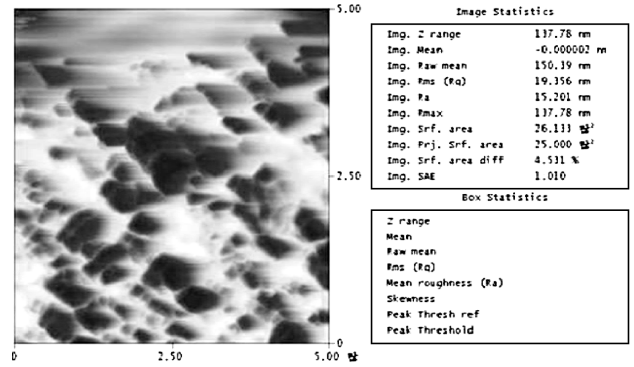 5.00
2.50
0
0 2.50 5.00 맚
Image Statistics
Img. Z range 137.78 nm
Img. Mean -0.000002 nm
Img. Raw mean 150.39 nm
Img. Rms (Rq) 19.356 nm
Img. Ra 15.201 nm
Img. Rmax 137.78 nm
Img. Srf. area 26.133
Img. Prj. Srf. area 25.000
Img. Srf. area diff 4.531 %
Img. SAE 1.010
Box Statistics
Z range
Mean
Raw mean
Rms (Rq)
Mean roughness (Ra)
Skewness
Peak Thresh ref
Peak Threshold